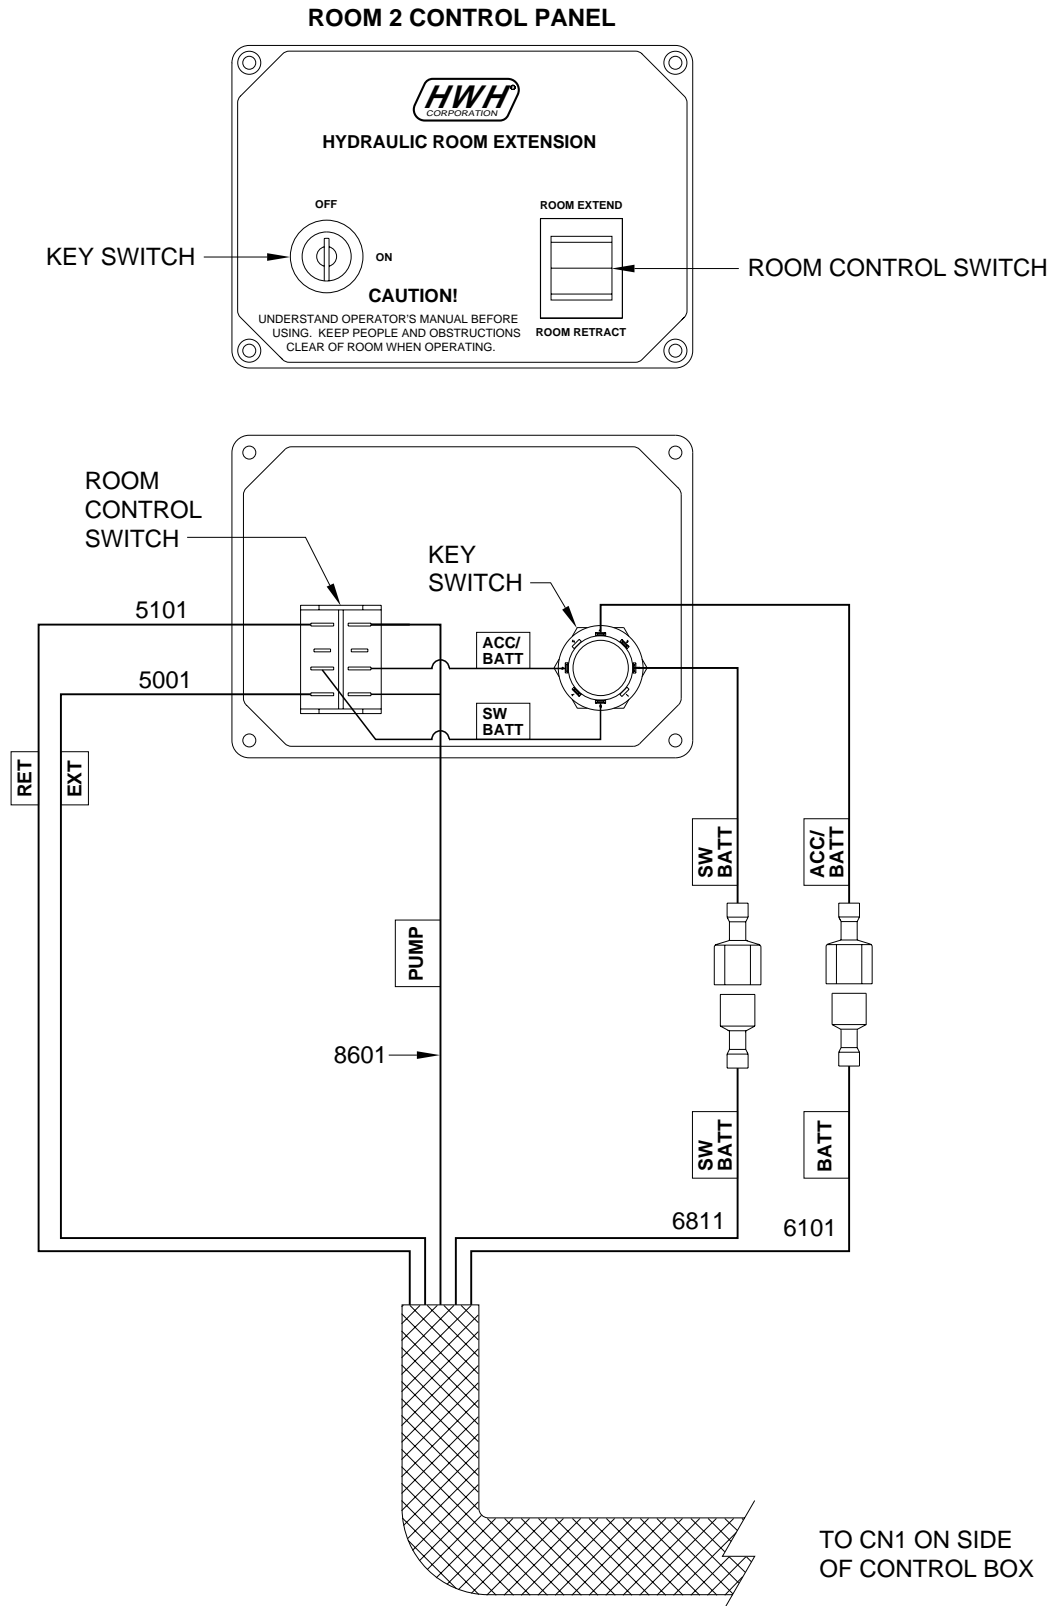 ROOM 2 CONTROL PANEL
HWH
CORPORATION
HYDRAULIC ROOM EXTENSION
OFF
ROOM EXTEND
KEY SWITCH
ON
ROOM CONTROL SWITCH
CAUTION!
UNDERSTAND OPERATOR'S MANUAL BEFORE
USING. KEEP PEOPLE AND OBSTRUCTIONS
CLEAR OF ROOM WHEN OPERATING.
ROOM RETRACT
ROOM
CONTROL
SWITCH
KEY
SWITCH
5101
ACC/
BATT
5001
SW
BATT
RET
EXT
SW
BATT
ACC/
BATT
PUMP
8601
SW
BATT
BATT
6811
6101
TO CN1 ON SIDE
OF CONTROL BOX